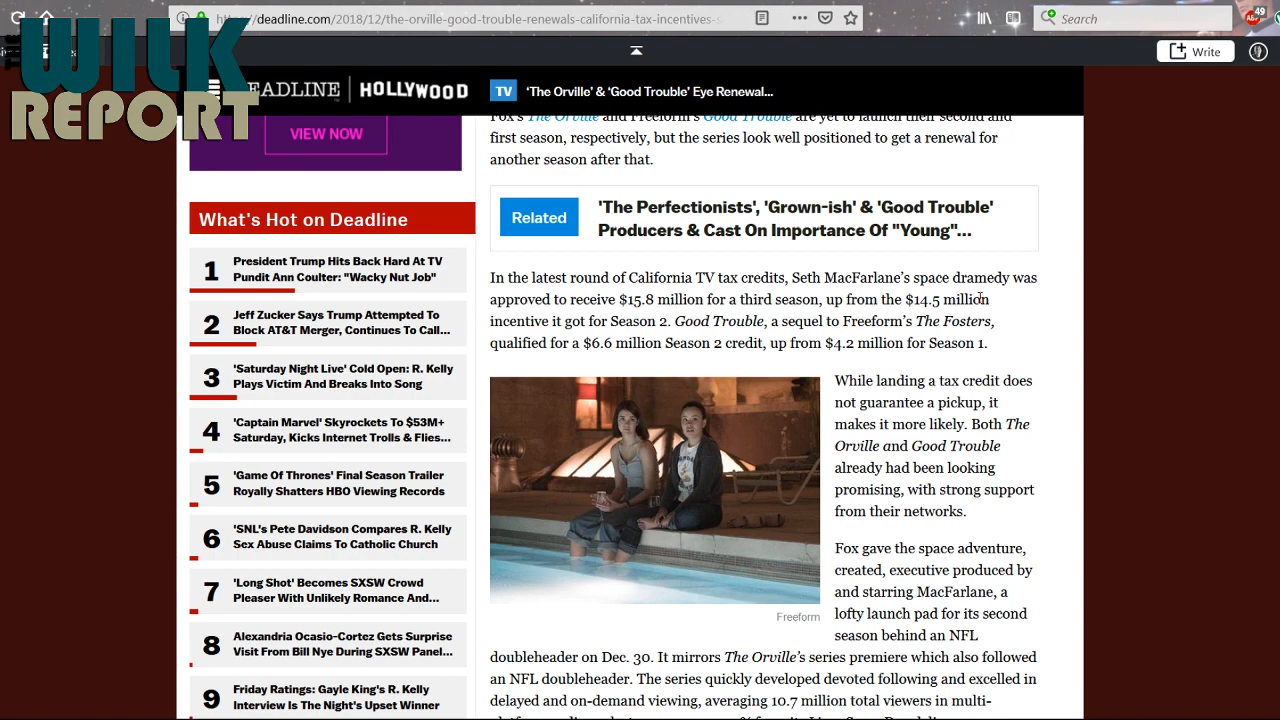 https://deadline.com/2018/12/the-orville-good-trouble-renewals-california-tax-incentives-s
Search
49
Write
WILK
REPORT
DEADLINE | HOLLYWOOD
TV
'The Orville' & 'Good Trouble' Eye Renewal...
VIEW NOW
What's Hot on Deadline
1
President Trump Hits Back Hard At TV
Pundit Ann Coulter: "Wacky Nut Job"
2
Jeff Zucker Says Trump Attempted To
Block AT&T Merger, Continues To Call...
3
'Saturday Night Live' Cold Open: R. Kelly
Plays Victim And Breaks Into Song
4
'Captain Marvel' Skyrockets To $53M+
Saturday, Kicks Internet Trolls & Flies...
5
'Game Of Thrones' Final Season Trailer
Royally Shatters HBO Viewing Records
6
'SNL's Pete Davidson Compares R. Kelly
Sex Abuse Claims To Catholic Church
7
'Long Shot' Becomes SXSW Crowd
Pleaser With Unlikely Romance And...
8
Alexandria Ocasio-Cortez Gets Surprise
Visit From Bill Nye During SXSW Panel...
9
Friday Ratings: Gayle King's R. Kelly
Interview Is The Night's Upset Winner
Fox's The Orville and Freeform's Good Trouble are yet to launch their second and
first season, respectively, but the series look well positioned to get a renewal for
another season after that.
Related
'The Perfectionists', 'Grown-ish' & 'Good Trouble'
Producers & Cast On Importance Of "Young"...
In the latest round of California TV tax credits, Seth MacFarlane's space dramedy was
approved to receive $15.8 million for a third season, up from the $14.5 million
incentive it got for Season 2. Good Trouble, a sequel to Freeform's The Fosters,
qualified for a $6.6 million Season 2 credit, up from $4.2 million for Season 1.
While landing a tax credit does
not guarantee a pickup, it
makes it more likely. Both The
Orville and Good Trouble
already had been looking
promising, with strong support
from their networks.
Freeform
Fox gave the space adventure,
created, executive produced by
and starring MacFarlane, a
lofty launch pad for its second
season behind an NFL
doubleheader on Dec. 30. It mirrors The Orville's series premiere which also followed
an NFL doubleheader. The series quickly developed devoted following and excelled in
delayed and on-demand viewing, averaging 10.7 million total viewers in multi-